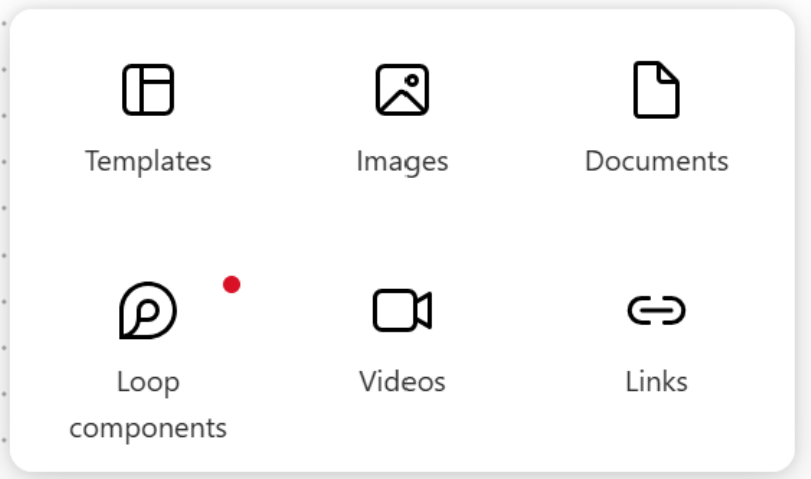 Templates
Images
Documents
Loop
components
Videos
Links